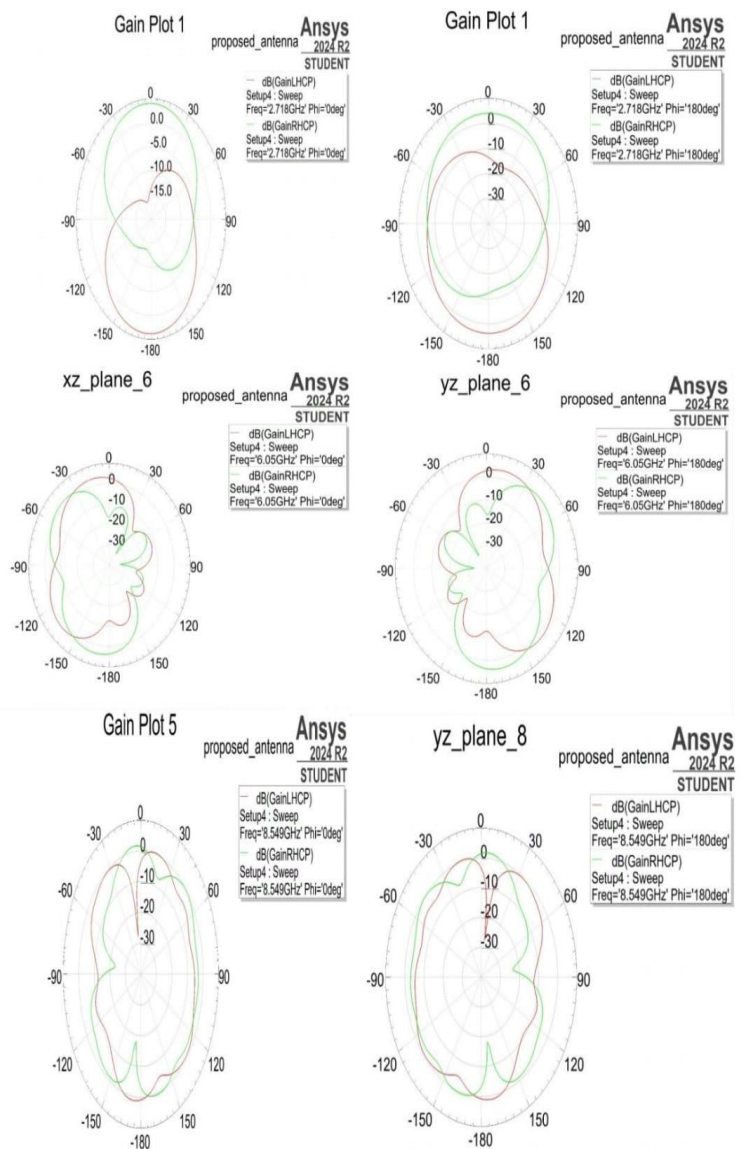 Gain Plot 1
proposed_antenna
Ansys
2024 R2
STUDENT
dB(GainLHCP)
Setup4 : Sweep
Freq='2.718GHz' Phi='0deg'
dB(GainRHCP)
Setup4 : Sweep
Freq='2.718GHz' Phi='0deg'
0
-30
30
0.0
-60
-5.0
60
-10.0
-15.0
-90
90
-120
120
-150
150
-180
Gain Plot 1
proposed_antenna
Ansys
2024 R2
STUDENT
dB(GainLHCP)
Setup4 : Sweep
Freq='2.718GHz' Phi='180deg'
dB(GainRHCP)
Setup4 : Sweep
Freq='2.718GHz' Phi='180deg'
0
-30
30
0
-10
-60
60
-20
-30
-90
90
-120
120
-150
150
-180
xz_plane_6
proposed_antenna
Ansys
2024 R2
STUDENT
dB(GainLHCP)
Setup4 : Sweep
Freq='6.05GHz' Phi='0deg'
dB(GainRHCP)
Setup4 : Sweep
Freq='6.05GHz' Phi='0deg'
0
-30
30
0
-10
-60
60
-20
-30
-90
90
-120
120
-150
150
-180
yz_plane_6
proposed_antenna
Ansys
2024 R2
STUDENT
dB(GainLHCP)
Setup4 : Sweep
Freq='6.05GHz' Phi='180deg'
dB(GainRHCP)
Setup4 : Sweep
Freq='6.05GHz' Phi='180deg'
0
-30
30
0
-10
-60
60
-20
-30
-90
90
-120
120
-150
150
-180
Gain Plot 5
proposed_antenna
Ansys
2024 R2
STUDENT
dB(GainLHCP)
Setup4 : Sweep
Freq='8.549GHz' Phi='0deg'
dB(GainRHCP)
Setup4 : Sweep
Freq='8.549GHz' Phi='0deg'
0
-30
30
0
-10
-60
60
-20
-30
-90
90
-120
120
-150
150
-180
yz_plane_8
proposed_antenna
Ansys
2024 R2
STUDENT
dB(GainLHCP)
Setup4 : Sweep
Freq='8.549GHz' Phi='180deg'
dB(GainRHCP)
Setup4 : Sweep
Freq='8.549GHz' Phi='180deg'
0
-30
30
0
-10
-60
60
-20
-30
-90
90
-120
120
-150
150
-180